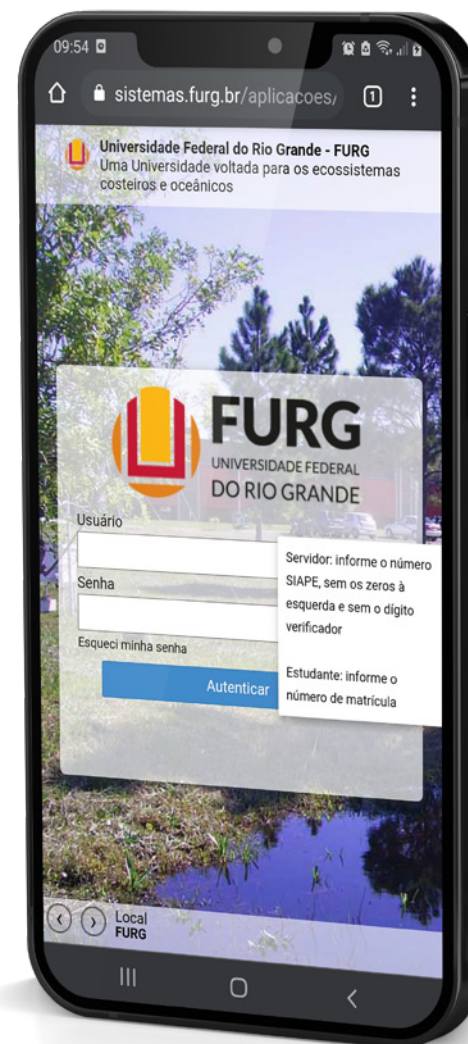 09:54
sistemas.furg.br/aplicacoes/
1
Universidade Federal do Rio Grande - FURG
Uma Universidade voltada para os ecossistemas
costeiros e oceânicos
FURG
UNIVERSIDADE FEDERAL
DO RIO GRANDE
Usuário
Servidor: informe o número
SIAPE, sem os zeros à
esquerda e sem o dígito
verificador
Estudante: informe o
número de matrícula
Senha
Esqueci minha senha
Autenticar
Local
FURG